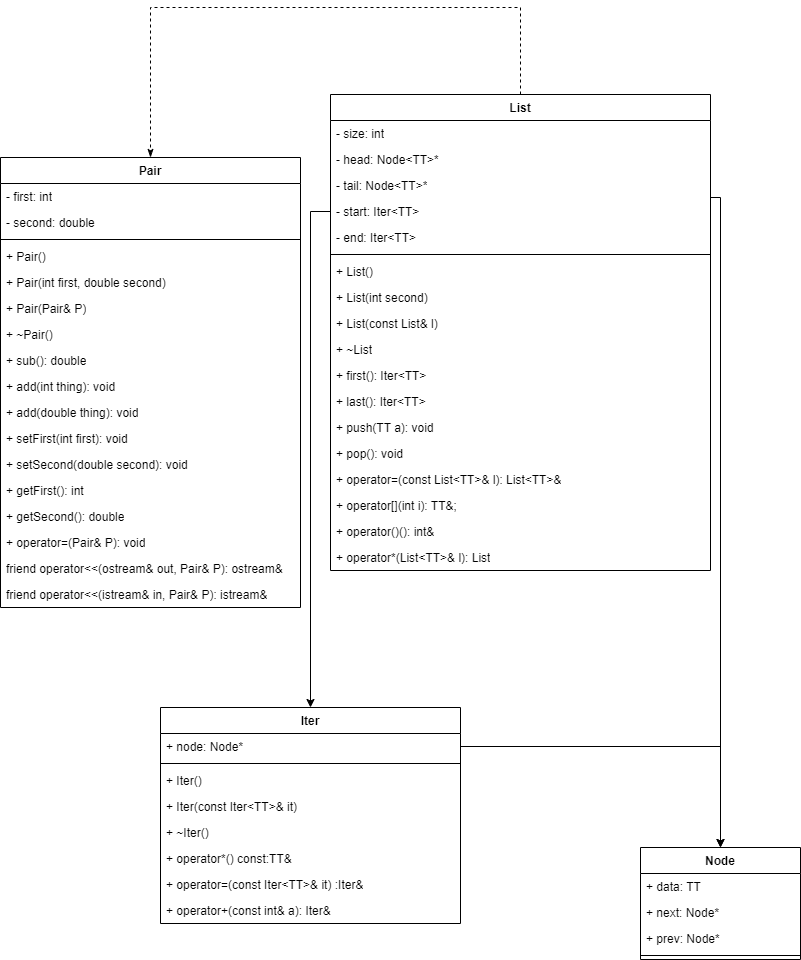 List
- size: int
- head: Node<TT>*
- tail: Node<TT>*
- start: Iter<TT>
- end: Iter<TT>
+ List()
+ List(int second)
+ List(const List& l)
+ ~List
+ first(): Iter<TT>
+ last(): Iter<TT>
+ push(TT a): void
+ pop(): void
+ operator=(const List<TT>& l): List<TT>&
+ operator[](int i): TT&;
+ operator()(): int&
+ operator*(List<TT>& l): List
Pair
- first: int
- second: double
+ Pair()
+ Pair(int first, double second)
+ Pair(Pair& P)
+ ~Pair()
+ sub(): double
+ add(int thing): void
+ add(double thing): void
+ setFirst(int first): void
+ setSecond(double second): void
+ getFirst(): int
+ getSecond(): double
+ operator=(Pair& P): void
friend operator<<(ostream& out, Pair& P): ostream&
friend operator<<(istream& in, Pair& P): istream&
Iter
+ node: Node*
+ Iter()
+ Iter(const Iter<TT>& it)
+ ~Iter()
+ operator*() const:TT&
+ operator=(const Iter<TT>& it) :Iter&
+ operator+(const int& a): Iter&
Node
+ data: TT
+ next: Node*
+ prev: Node*